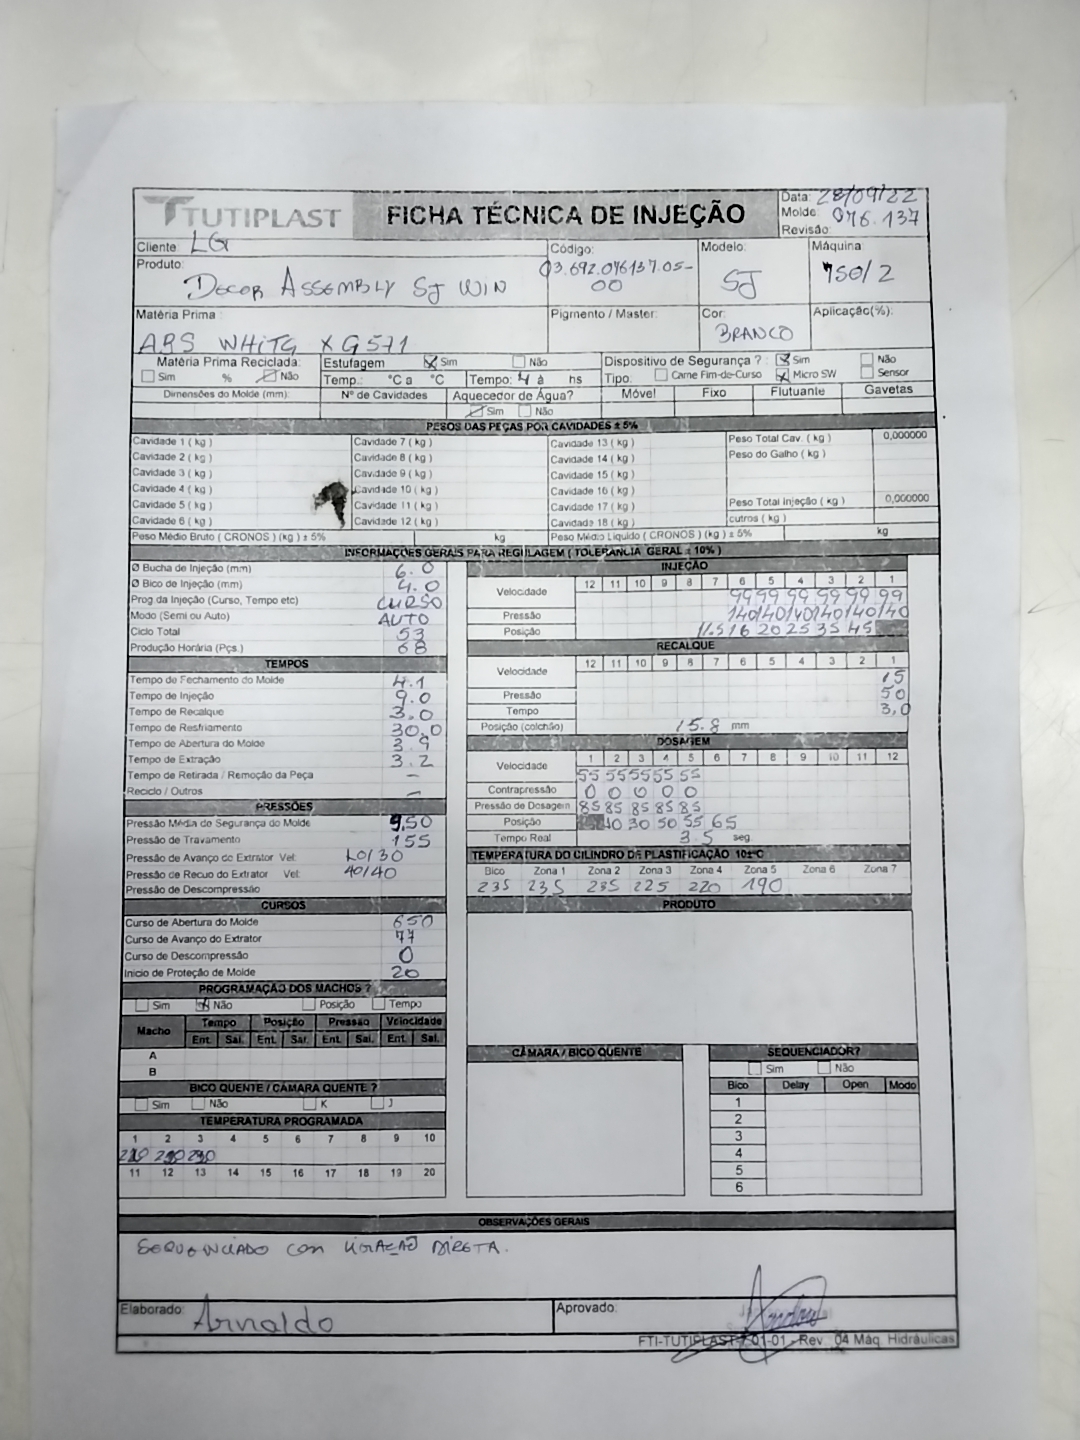 TUTIPLAST
FICHA TÉCNICA DE INJEÇÃO
Data: 28/09/22
Molde: 076.137
Revisão:
Cliente LG
Código: 03.692.076137.05-00
Modelo: SJ
Máquina: 750/2
Produto: DECOR ASSEMBLY SJ WIN
Matéria Prima: ABS WHITG XG571
Pigmento / Master:
Cor: BRANCO
Aplicação(%):
Matéria Prima Reciclada: Sim % Não
Estufagem Sim Não
Temp.: °C a °C Tempo: 4 à hs
Dispositivo de Segurança ? : Sim Não
Tipo: Came Fim-de-Curso Micro SW Sensor
Dimensões do Molde (mm): Nº de Cavidades Aquecedor de Água? Móvel Fixo Flutuante Gavetas
Sim Não
PESOS DAS PEÇAS POR CAVIDADES ± 5%
Cavidade 1 ( kg ) Cavidade 7 ( kg ) Cavidade 13 ( kg ) Peso Total Cav. ( kg ) 0,000000
Cavidade 2 ( kg ) Cavidade 8 ( kg ) Cavidade 14 ( kg ) Peso do Galho ( kg )
Cavidade 3 ( kg ) Cavidade 9 ( kg ) Cavidade 15 ( kg )
Cavidade 4 ( kg ) Cavidade 10 ( kg ) Cavidade 16 ( kg )
Cavidade 5 ( kg ) Cavidade 11 ( kg ) Cavidade 17 ( kg ) Peso Total Injeção ( kg ) 0,000000
Cavidade 6 ( kg ) Cavidade 12 ( kg ) Cavidade 18 ( kg ) outros ( kg )
Peso Médio Bruto ( CRONOS ) (kg ) ± 5% kg Peso Médio Líquido ( CRONOS ) (kg ) ± 5% kg
INFORMAÇÕES GERAIS PARA REGULAGEM ( TOLERÂNCIA GERAL ± 10% )
Ø Bucha de Injeção (mm) 6.0
Ø Bico de Injeção (mm) 4.0
Prog da Injeção (Curso, Tempo etc) CURSO
Modo (Semi ou Auto) AUTO
Ciclo Total 53
Produção Horária (Pçs.) 68
TEMPOS
Tempo de Fechamento do Molde 4.1
Tempo de Injeção 9.0
Tempo de Recalque 3.0
Tempo de Resfriamento 30.0
Tempo de Abertura do Molde 3.9
Tempo de Extração 3.2
Tempo de Retirada / Remoção da Peça -
Reciclo / Outros -
PRESSÕES
Pressão Média de Segurança do Molde 9,50
Pressão de Travamento 155
Pressão de Avanço do Extrator Vel: 40/30
Pressão de Recuo do Extrator Vel: 40/40
Pressão de Descompressão
CURSOS
Curso de Abertura do Molde 650
Curso de Avanço do Extrator 77
Curso de Descompressão 0
Inicio de Proteção de Molde 20
PROGRAMAÇÃO DOS MACHOS ?
Sim Não Posição Tempo
Macho Tempo Posição Pressão Velocidade
Ent. Sai. Ent. Sai. Ent. Sai. Ent. Sai.
A
B
BICO QUENTE / CÂMARA QUENTE ?
Sim Não K J
TEMPERATURA PROGRAMADA
1 2 3 4 5 6 7 8 9 10
230 230
11 12 13 14 15 16 17 18 19 20
INJEÇÃO
Velocidade 12 11 10 9 8 7 6 5 4 3 2 1
99 99 99 99 99 99
Pressão 140 140 140 140 140 140
Posição 11.5 16 20 25 35 45
RECALQUE
Velocidade 12 11 10 9 8 7 6 5 4 3 2 1
15
Pressão 50
Tempo 3,0
Posição (colchão) 15.8 mm
DOSAGEM
Velocidade 1 2 3 4 5 6 7 8 9 10 11 12
55 55 55 55 55
Contrapressão 0 0 0 0 0
Pressão de Dosagem 85 85 85 85 85
Posição 10 30 50 55 65
Tempo Real 3.5 seg
TEMPERATURA DO CILINDRO DE PLASTIFICAÇÃO 10±°C
Bico Zona 1 Zona 2 Zona 3 Zona 4 Zona 5 Zona 6 Zona 7
235 235 235 225 220 190
PRODUTO
CÂMARA / BICO QUENTE
SEQUENCIADOR?
Sim Não
Bico Delay Open Modo
1
2
3
4
5
6
OBSERVAÇÕES GERAIS
SEQUENCIADO COM LIGAÇÃO DIRETA.
Elaborado: Arnaldo
Aprovado:
FTI-TUTIPLAST-7-01-01 - Rev. 04 Máq. Hidráulicas